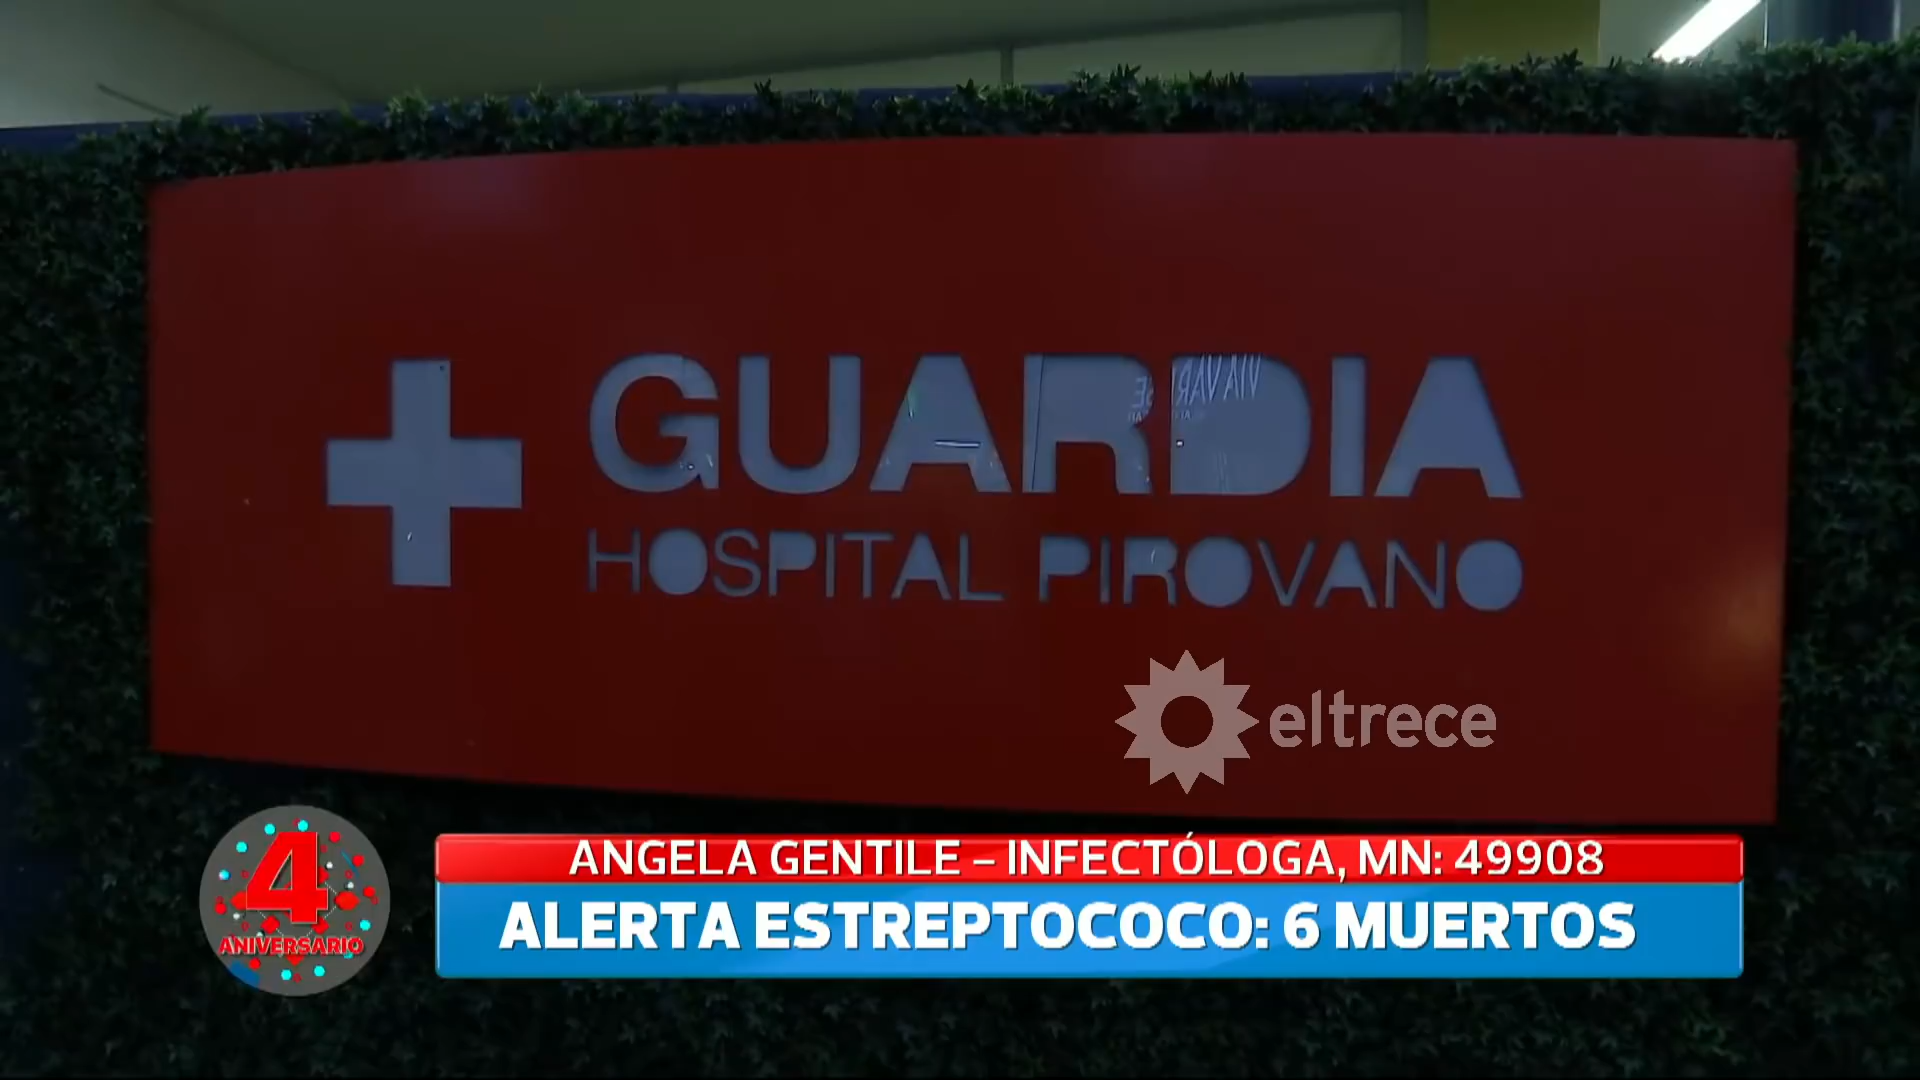 GUARDIA
HOSPITAL PIROVANO
eltrece
4
ANIVERSARIO
ANGELA GENTILE – INFECTÓLOGA, MN: 49908
ALERTA ESTREPTOCOCO: 6 MUERTOS